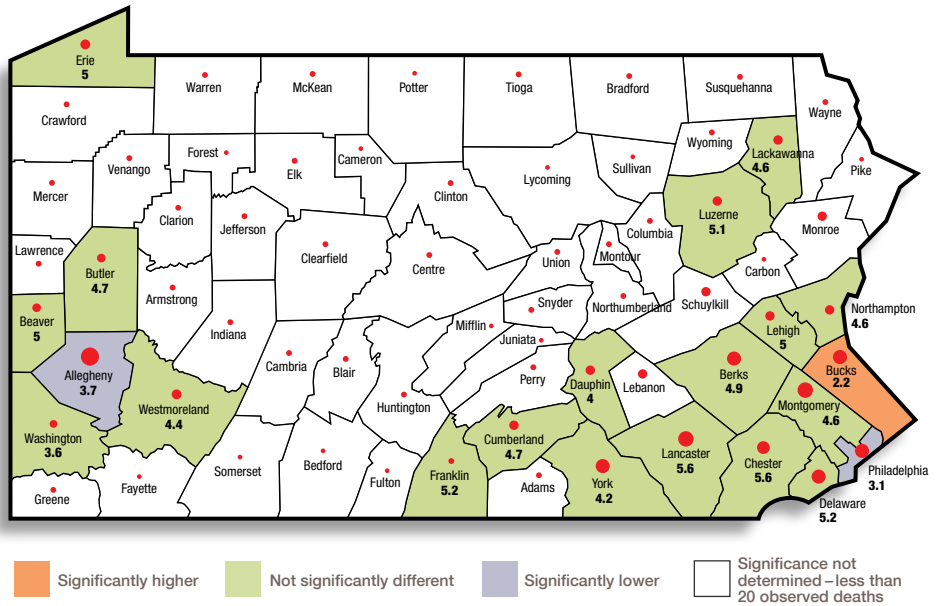 Erie
5
Warren
McKean
Potter
Tioga
Bradford
Susquehanna
Wayne
Crawford
Forest
Cameron
Wyoming
Lackawanna
4.6
Venango
Elk
Sullivan
Pike
Mercer
Lycoming
Clinton
Clarion
Jefferson
Luzerne
5.1
Monroe
Columbia
Lawrence
Clearfield
Centre
Union
Montour
Carbon
Butler
4.7
Armstrong
Snyder
Northumberland
Schuylkill
Northampton
4.6
Beaver
5
Indiana
Mifflin
Juniata
Lehigh
5
Allegheny
3.7
Cambria
Blair
Perry
Dauphin
4
Lebanon
Berks
4.9
Bucks
2.2
Huntington
Westmoreland
4.4
Montgomery
4.6
Washington
3.6
Cumberland
4.7
Lancaster
5.6
Chester
5.6
Philadelphia
3.1
Somerset
Bedford
Fulton
Franklin
5.2
Adams
York
4.2
Greene
Fayette
Delaware
5.2
Significantly higher
Not significantly different
Significantly lower
Significance not
determined – less than
20 observed deaths